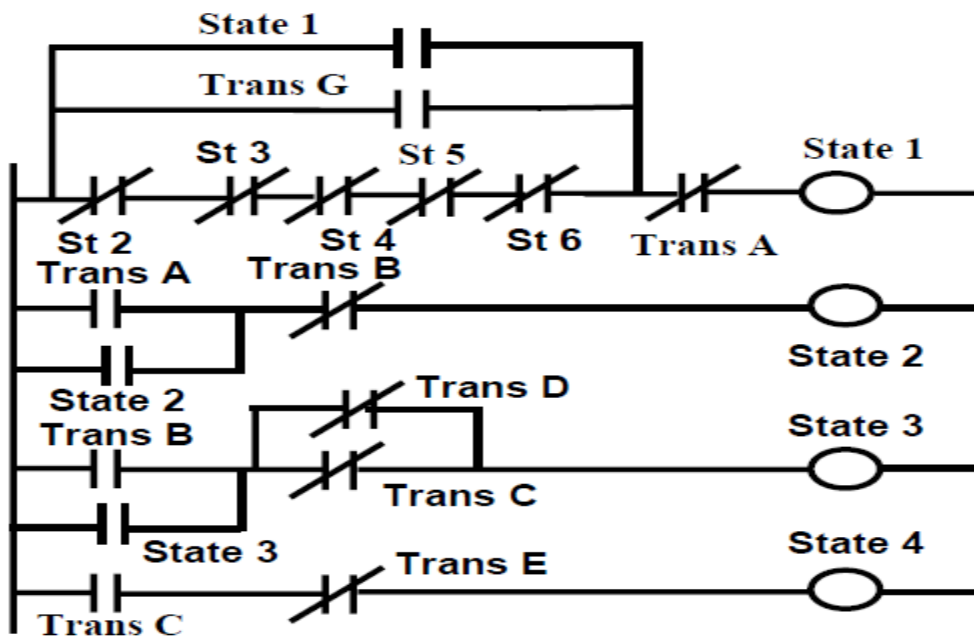 State 1
Trans G
St 3
St 5
State 1
St 2
St 4
St 6
Trans A
Trans A
Trans B
State 2
State 2
Trans D
Trans B
State 3
Trans C
State 3
State 4
Trans E
Trans C